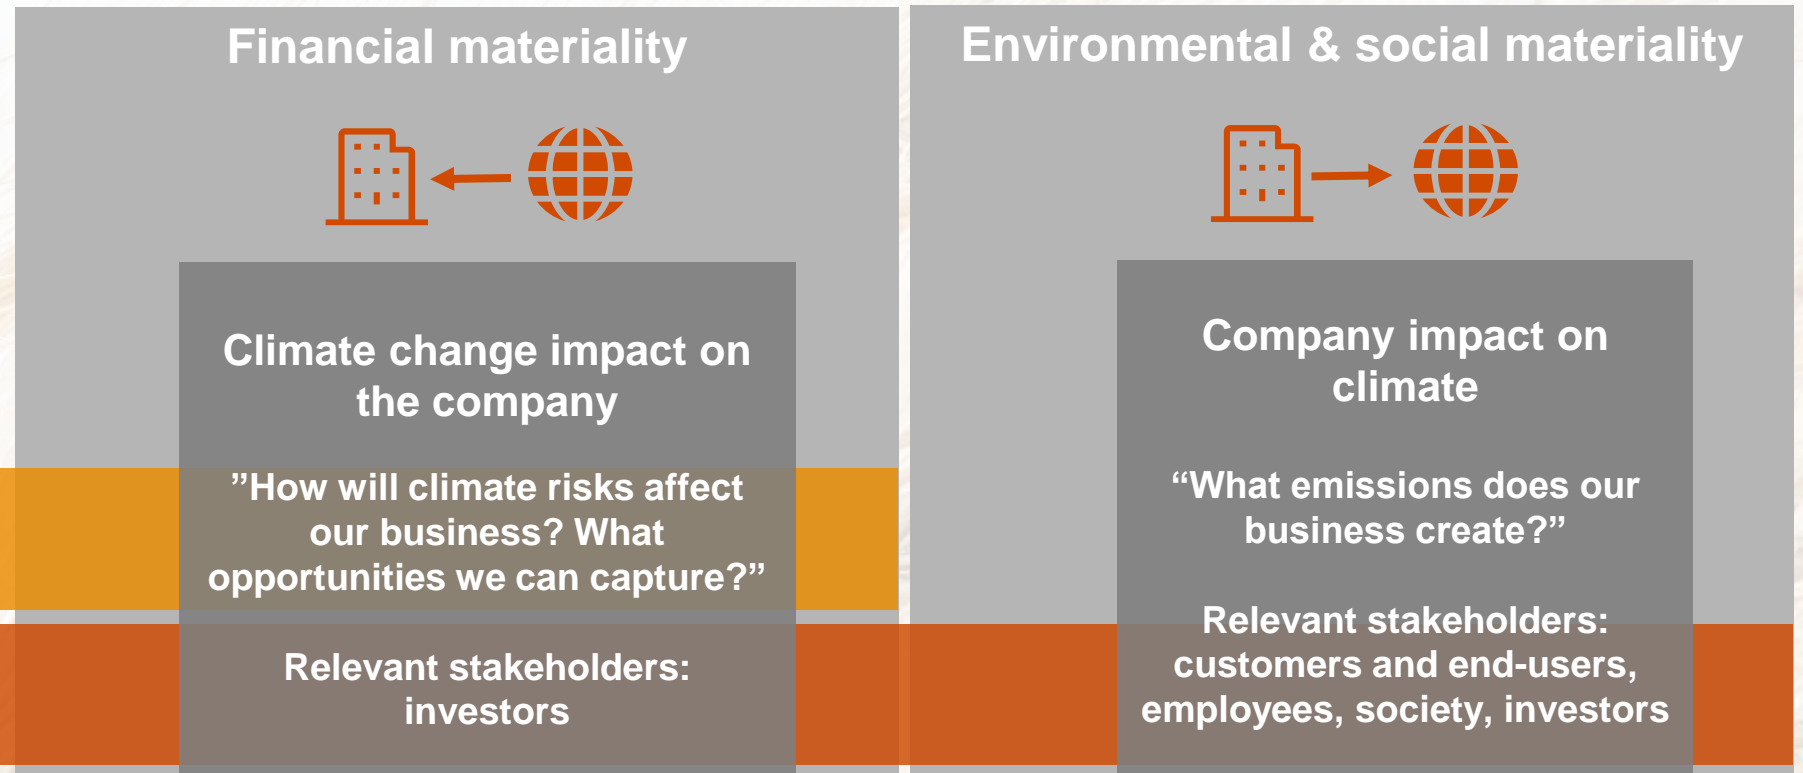 Financial materiality
Climate change impact on
the company
”How will climate risks affect
our business? What
opportunities we can capture?”
Relevant stakeholders:
investors
Environmental & social materiality
Company impact on
climate
“What emissions does our
business create?”
Relevant stakeholders:
customers and end-users,
employees, society, investors